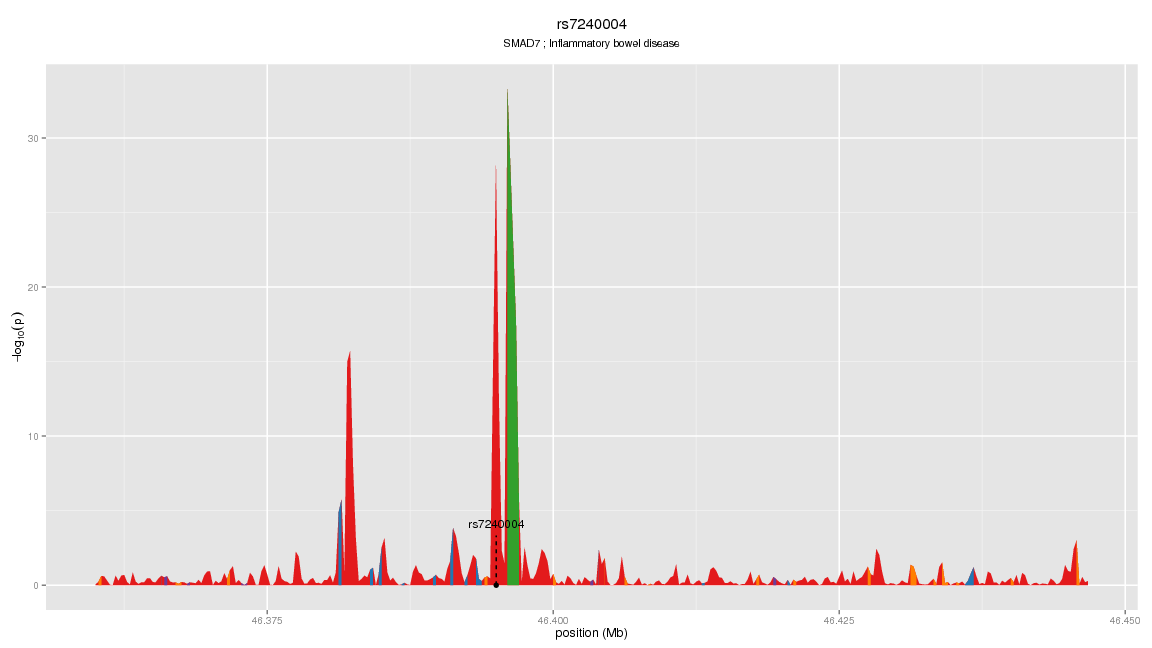 rs7240004
SMAD7 ; Inflammatory bowel disease
−log10(p)
30
20
10
0
rs7240004
46.375
46.400
46.425
46.450
position (Mb)